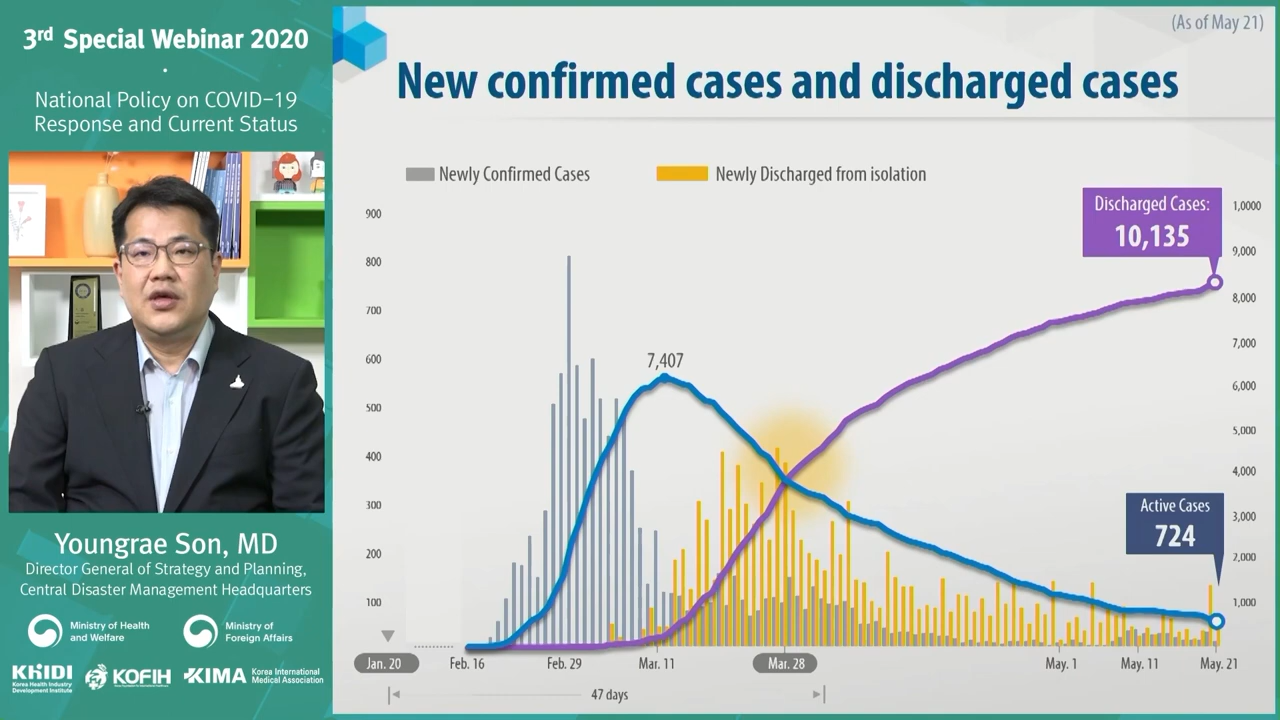 3rd Special Webinar 2020
·
National Policy on COVID-19
Response and Current Status
Youngrae Son, MD
Director General of Strategy and Planning,
Central Disaster Management Headquarters
Ministry of Health
and Welfare
Ministry of
Foreign Affairs
KHIDI
Korea Health Industry
Development Institute
KOFIH
KIMA
Korea International
Medical Association
(As of May 21)
New confirmed cases and discharged cases
Newly Confirmed Cases
Newly Discharged from isolation
900
800
700
600
500
400
300
200
100
7,407
Discharged Cases:
10,135
Active Cases
724
1,0000
9,000
8,000
7,000
6,000
5,000
4,000
3,000
2,000
1,000
Jan. 20
Feb. 16
Feb. 29
Mar. 11
Mar. 28
May. 1
May. 11
May. 21
47 days